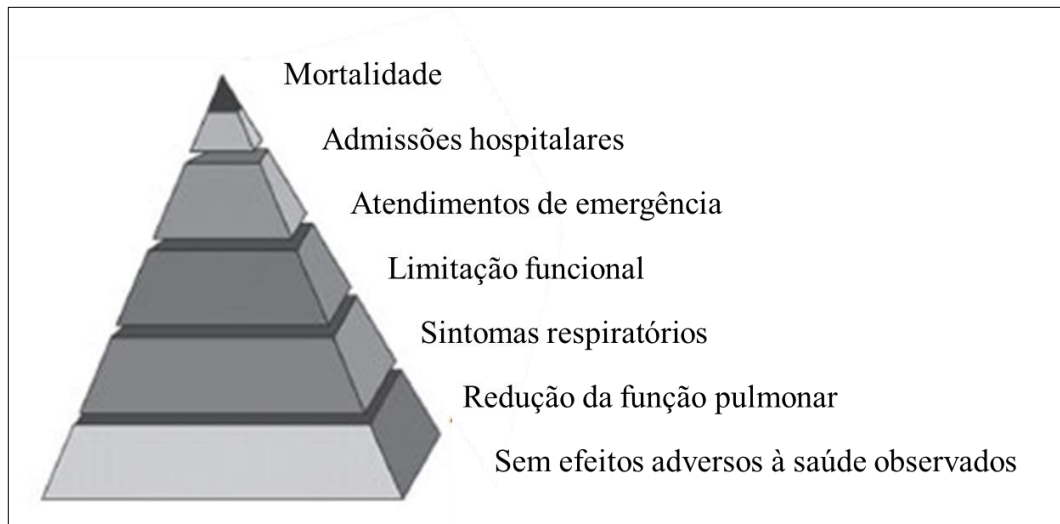 Mortalidade
Admissões hospitalares
Atendimentos de emergência
Limitação funcional
Sintomas respiratórios
Redução da função pulmonar
Sem efeitos adversos à saúde observados